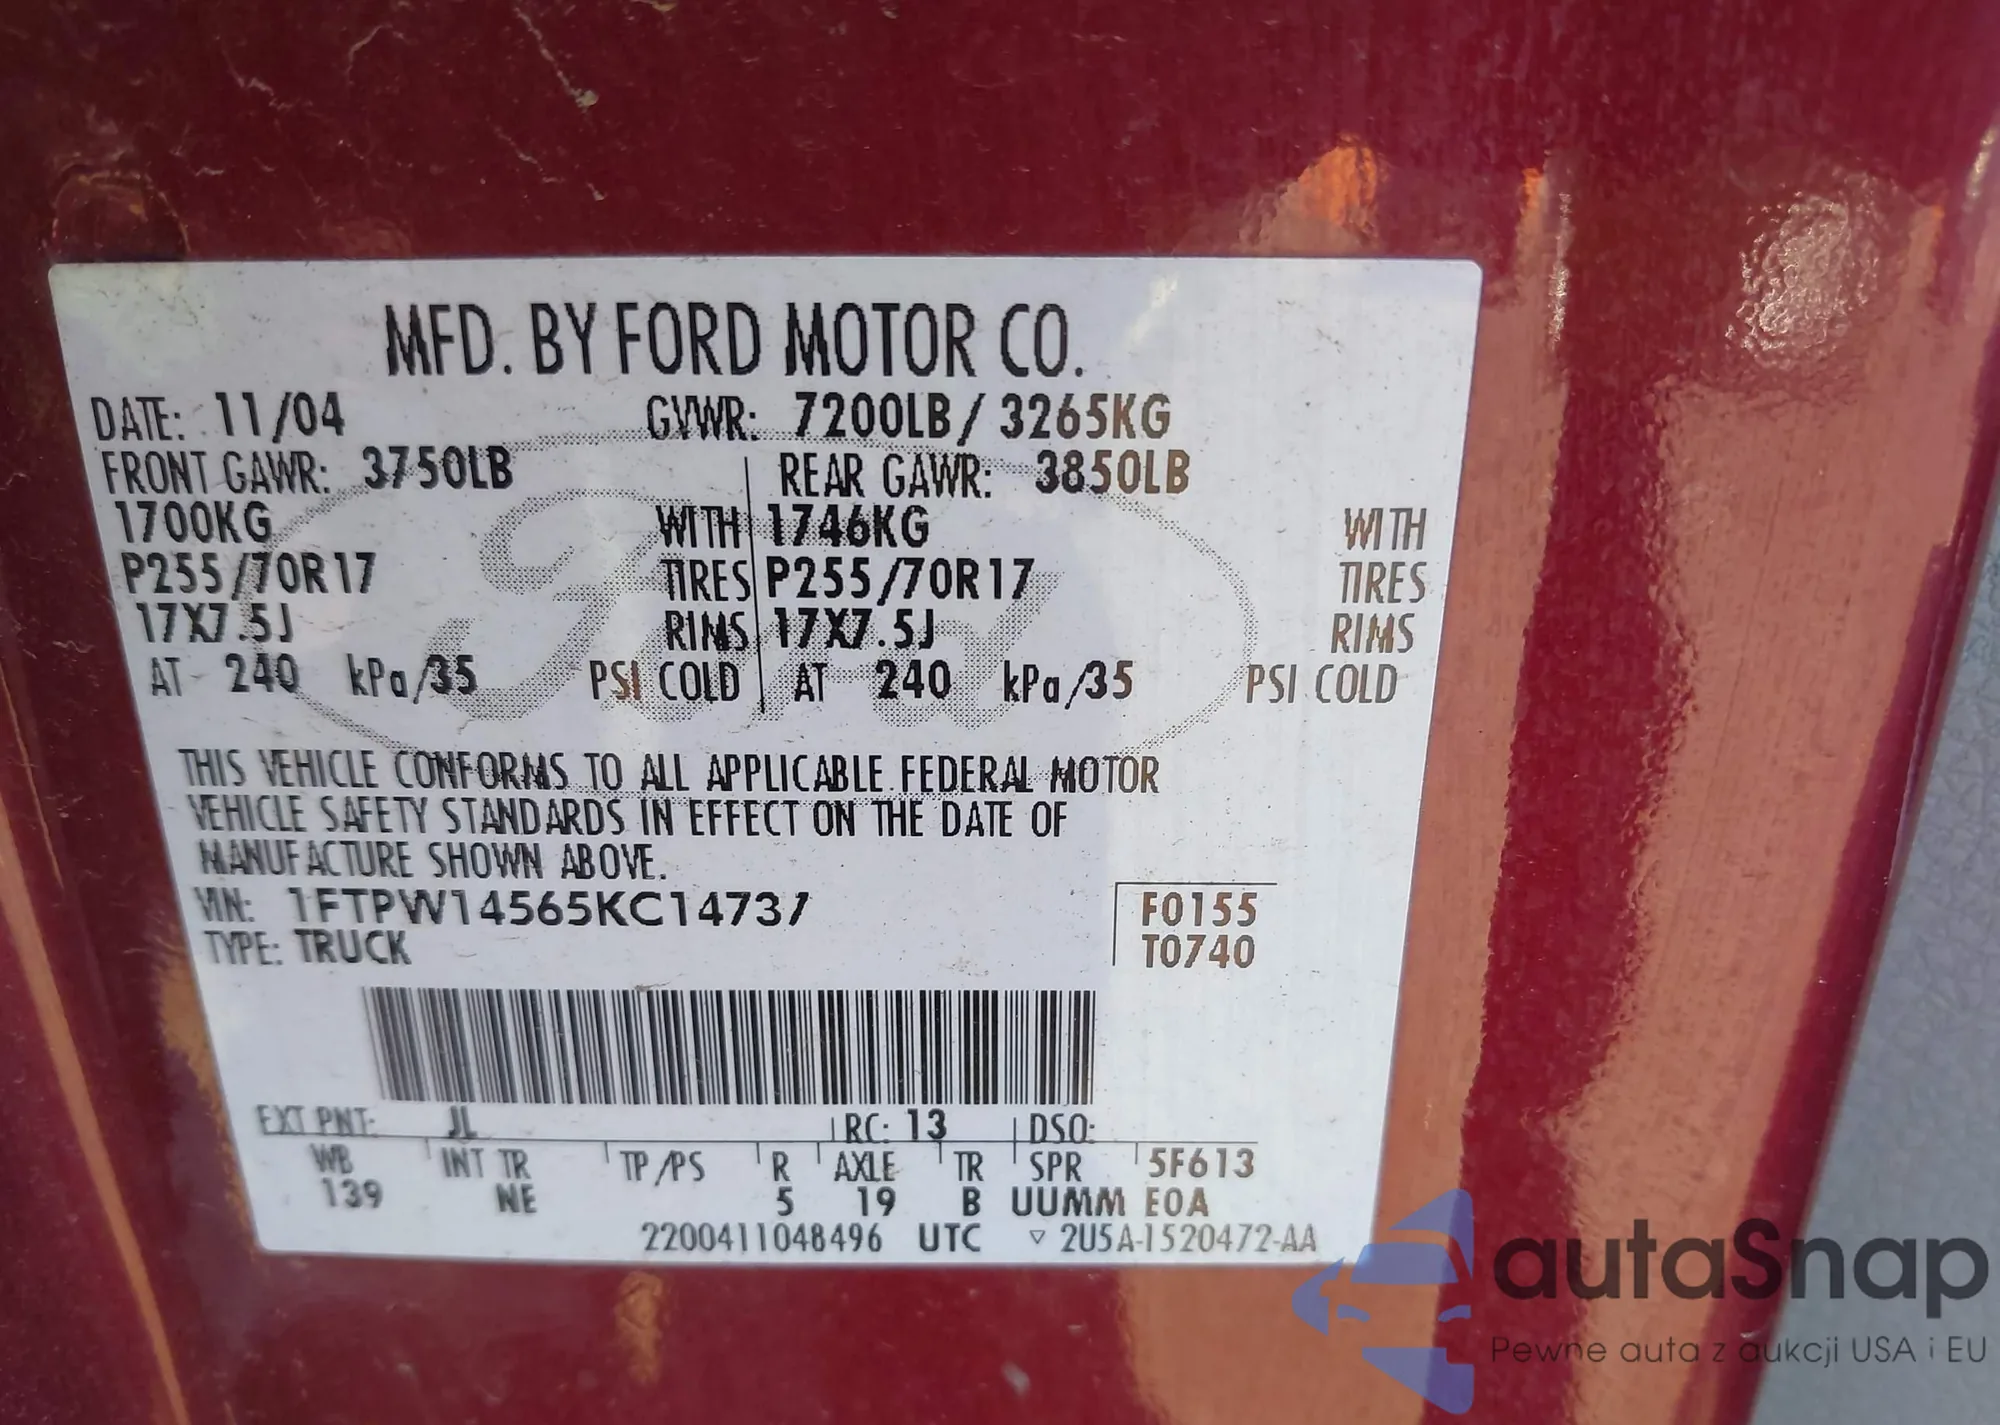 MFD. BY FORD MOTOR CO.
DATE: 11/04 GVWR: 7200LB / 3265KG
FRONT GAWR: 3750LB REAR GAWR: 3850LB
1700KG WITH 1746KG WITH
P255/70R17 TIRES P255/70R17 TIRES
17X7.5J RIMS 17X7.5J RIMS
AT 240 kPa/35 PSI COLD AT 240 kPa/35 PSI COLD
Ford
THIS VEHICLE CONFORMS TO ALL APPLICABLE FEDERAL MOTOR
VEHICLE SAFETY STANDARDS IN EFFECT ON THE DATE OF
MANUFACTURE SHOWN ABOVE.
VIN: 1FTPW14565KC14737 F0155
TYPE: TRUCK T0740
EXT PNT: JL RC: 13 DSO:
WB INT TR TP/PS R AXLE TR SPR 5F613
139 NE 5 19 B UUMM E0A
2200411048496 UTC ▽ 2U5A-1520472-AA
autaSnap
Pewne auta z aukcji USA i EU